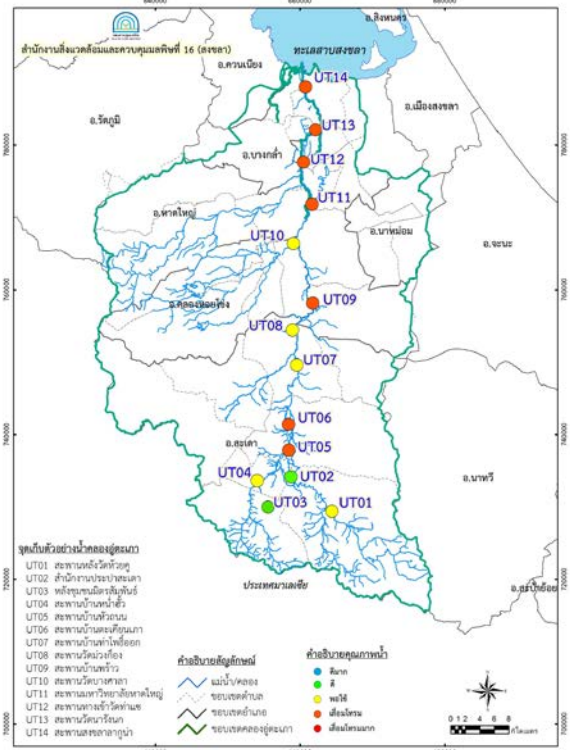 สำนักงานสิ่งแวดล้อมและควบคุมมลพิษที่ 16 (สงขลา)
อ.สิงหนคร
ทะเลสาบสงขลา
อ.ควนเนียง
UT14
อ.เมืองสงขลา
อ.รัตภูมิ
UT13
อ.บางกล่ำ
UT12
UT11
อ.หาดใหญ่
อ.นาหม่อม
UT10
อ.จะนะ
อ.คลองหอยโข่ง
UT09
UT08
UT07
UT06
อ.สะเดา
UT05
UT04
UT02
อ.นาทวี
UT03
UT01
ประเทศมาเลเซีย
อ.สะบ้าย้อย
780000
760000
740000
720000
700000
จุดเก็บตัวอย่างน้ำคลองอู่ตะเภา
UT01 สะพานหลังวัดห้วยคู
UT02 สำนักงานประปาสะเดา
UT03 หลังชุมชนมิตรสัมพันธ์
UT04 สะพานบ้านหน่ำฮั้ว
UT05 สะพานบ้านหัวถนน
UT06 สะพานบ้านตะเคียนเภา
UT07 สะพานบ้านท่าโพธิ์ออก
UT08 สะพานวัดม่วงก็อง
UT09 สะพานบ้านพร้าว
UT10 สะพานวัดบางศาลา
UT11 สะพานมหาวิทยาลัยหาดใหญ่
UT12 สะพานทางเข้าวัดท่าแซ
UT13 สะพานวัดนารังนก
UT14 สะพานสงขลาลากูน่า
คำอธิบายสัญลักษณ์
แม่น้ำ/คลอง
ขอบเขตตำบล
ขอบเขตอำเภอ
ขอบเขตคลองอู่ตะเภา
คำอธิบายคุณภาพน้ำ
ดีมาก
ดี
พอใช้
เสื่อมโทรม
เสื่อมโทรมมาก
0 1 2 4 6 8
กิโลเมตร